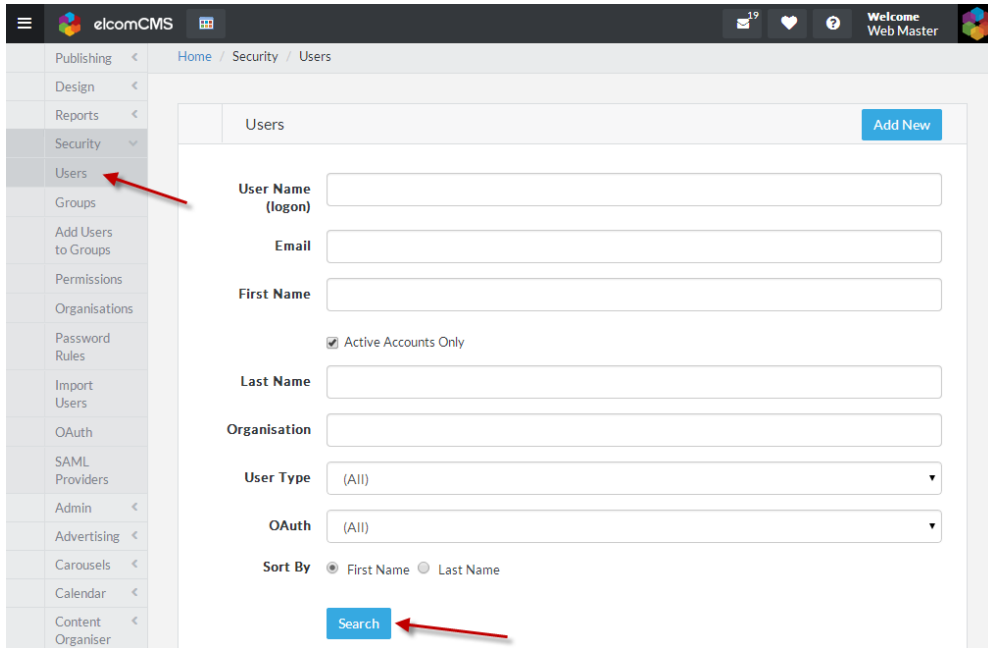 elcomCMS
19
Welcome
Web Master
Publishing
Design
Reports
Security
Users
Groups
Add Users
to Groups
Permissions
Organisations
Password
Rules
Import
Users
OAuth
SAML
Providers
Admin
Advertising
Carousels
Calendar
Content
Organiser
Home / Security / Users
Users
Add New
User Name
(logon)
Email
First Name
Active Accounts Only
Last Name
Organisation
User Type (All)
OAuth (All)
Sort By First Name Last Name
Search